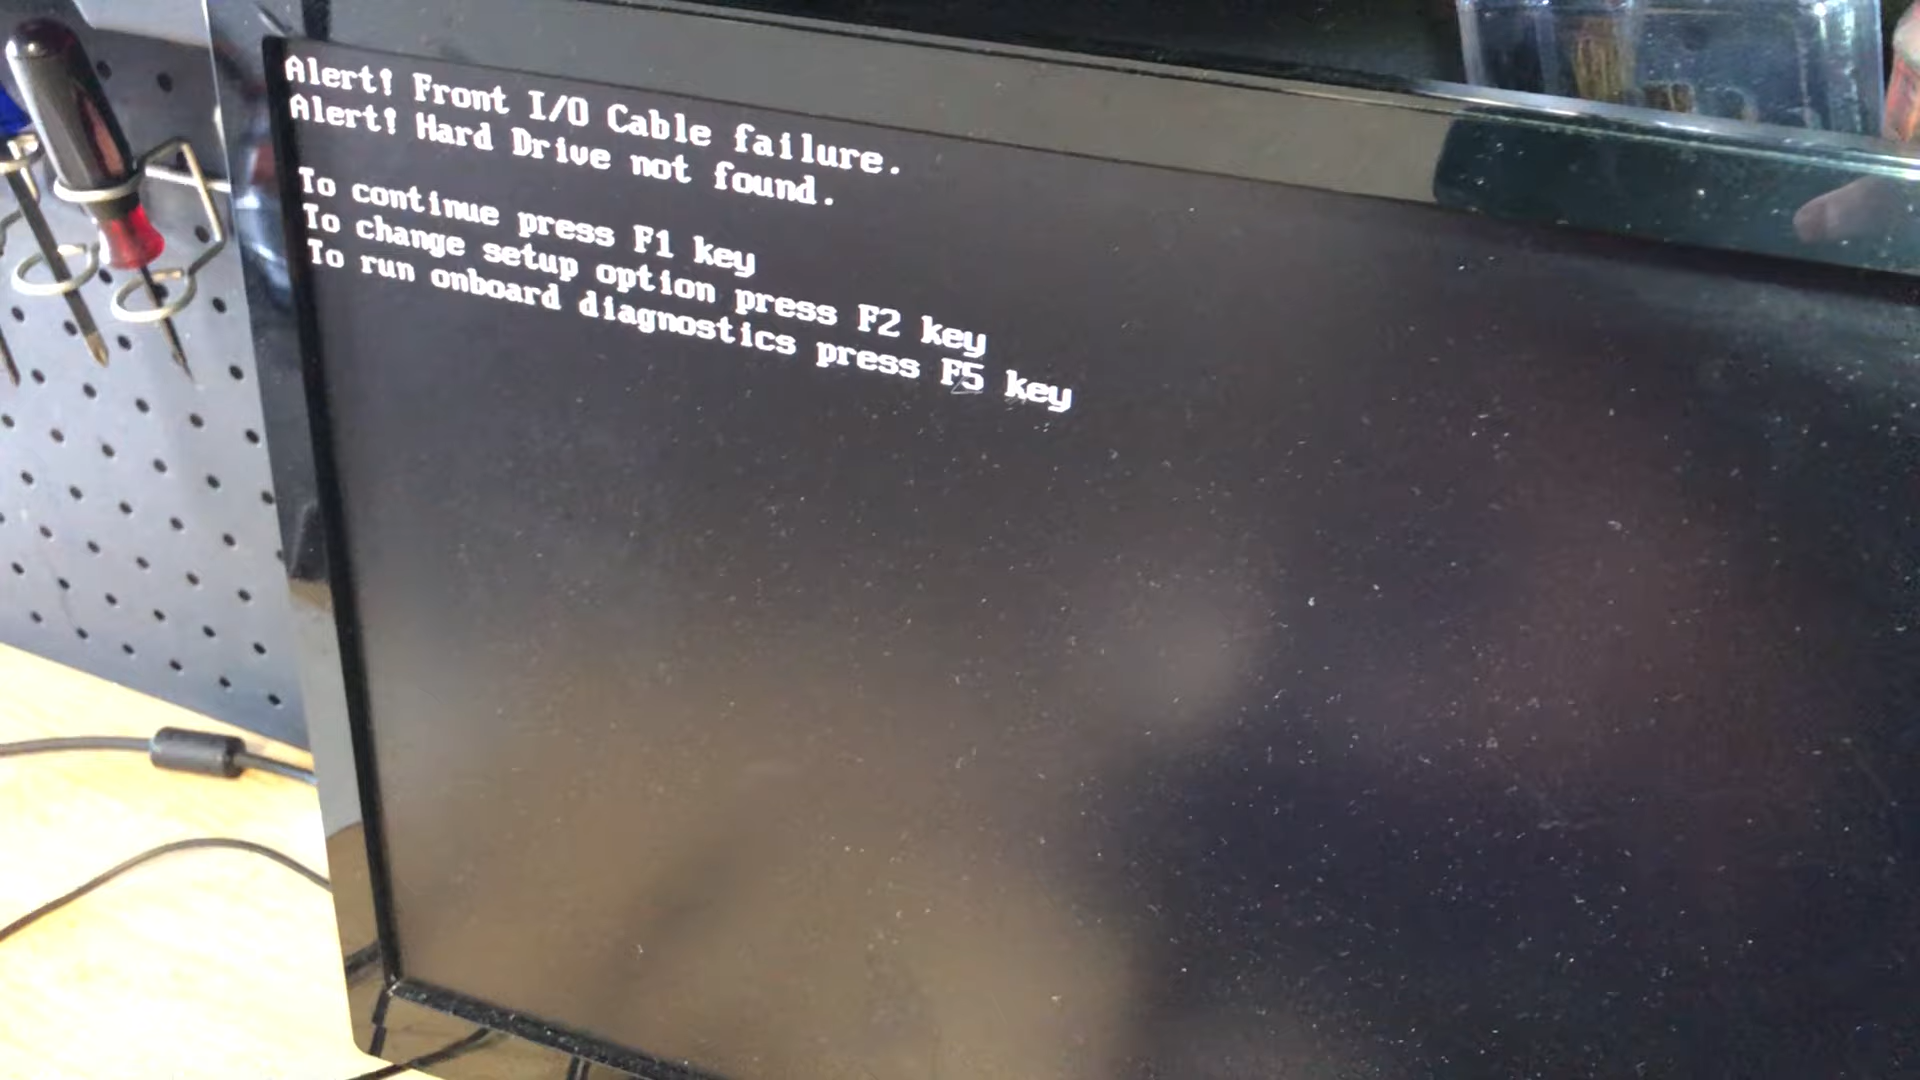 Alert! Front I/O Cable failure.
Alert! Hard Drive not found.
To continue press F1 key
To change setup option press F2 key
To run onboard diagnostics press F5 key